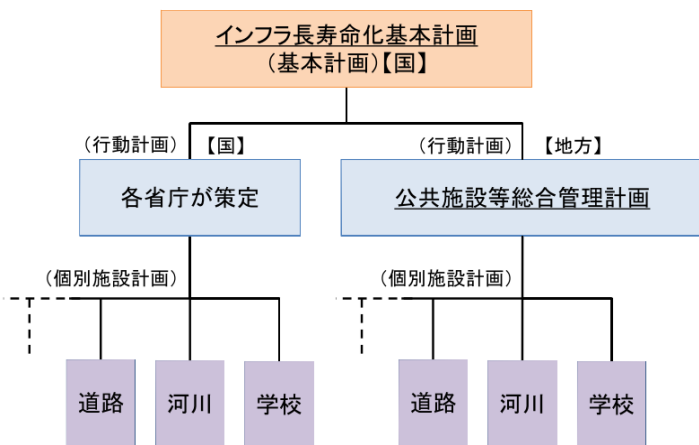 インフラ長寿命化基本計画
(基本計画)【国】
(行動計画) 【国】
(行動計画) 【地方】
各省庁が策定
公共施設等総合管理計画
(個別施設計画)
(個別施設計画)
道路 河川 学校
道路 河川 学校